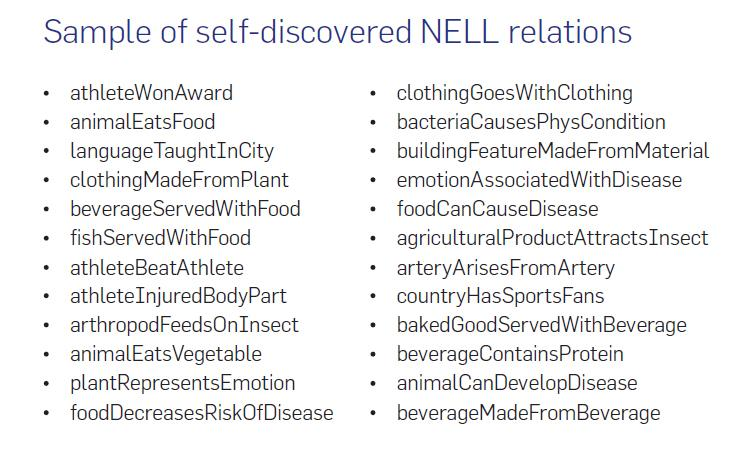 Sample of self-discovered NELL relations
• athleteWonAward
• animalEatsFood
• languageTaughtInCity
• clothingMadeFromPlant
• beverageServedWithFood
• fishServedWithFood
• athleteBeatAthlete
• athleteInjuredBodyPart
• arthropodFeedsOnInsect
• animalEatsVegetable
• plantRepresentsEmotion
• foodDecreasesRiskOfDisease
• clothingGoesWithClothing
• bacteriaCausesPhysCondition
• buildingFeatureMadeFromMaterial
• emotionAssociatedWithDisease
• foodCanCauseDisease
• agriculturalProductAttractsInsect
• arteryArisesFromArtery
• countryHasSportsFans
• bakedGoodServedWithBeverage
• beverageContainsProtein
• animalCanDevelopDisease
• beverageMadeFromBeverage